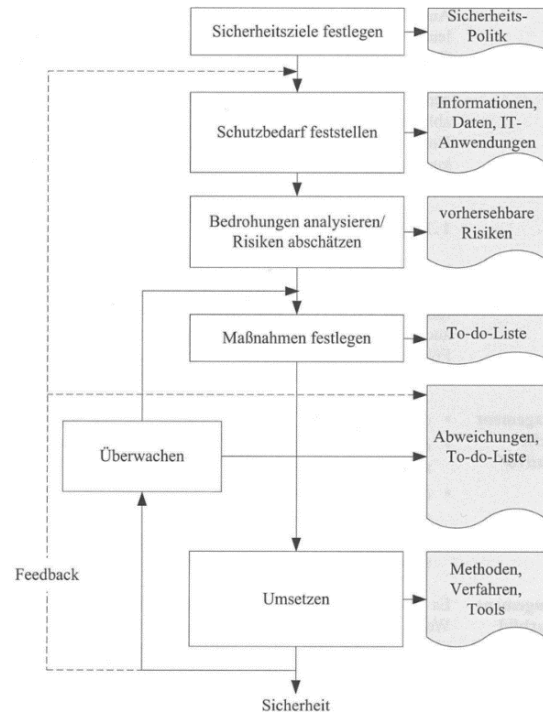 Sicherheitsziele festlegen
Sicherheits-
Politk
Schutzbedarf feststellen
Informationen,
Daten, IT-
Anwendungen
Bedrohungen analysieren/
Risiken abschätzen
vorhersehbare
Risiken
Maßnahmen festlegen
To-do-Liste
Überwachen
Abweichungen,
To-do-Liste
Feedback
Umsetzen
Methoden,
Verfahren,
Tools
Sicherheit